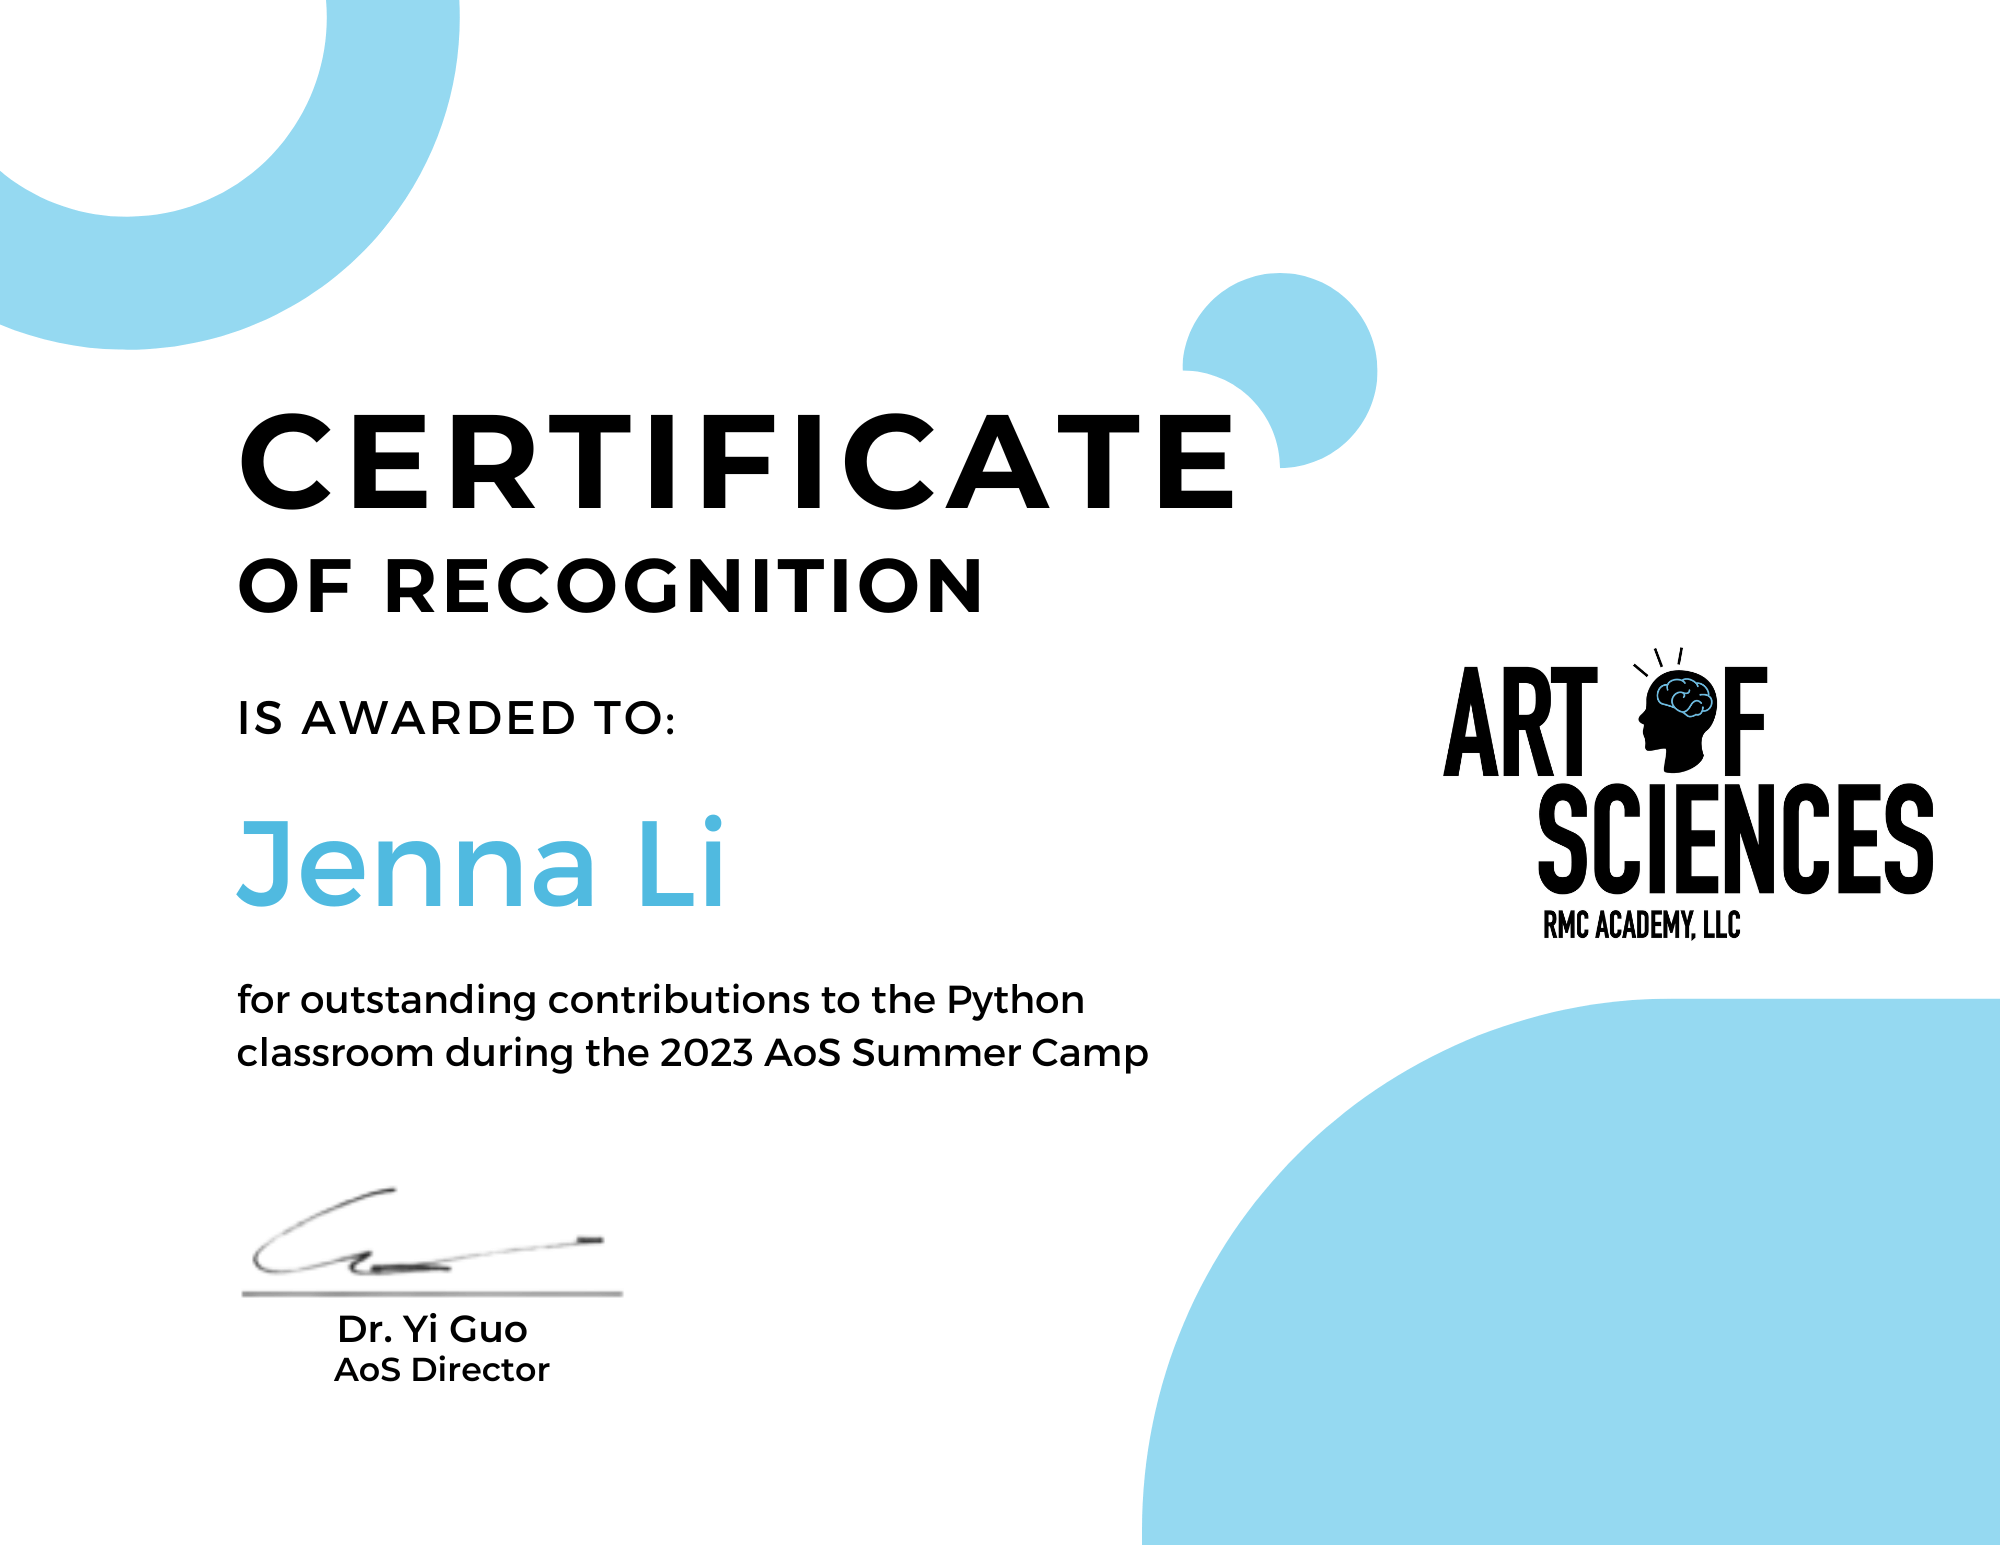 CERTIFICATE
OF RECOGNITION
IS AWARDED TO:
Jenna Li
for outstanding contributions to the Python
classroom during the 2023 AoS Summer Camp
Dr. Yi Guo
AoS Director
ART OF
SCIENCES
RMC ACADEMY, LLC